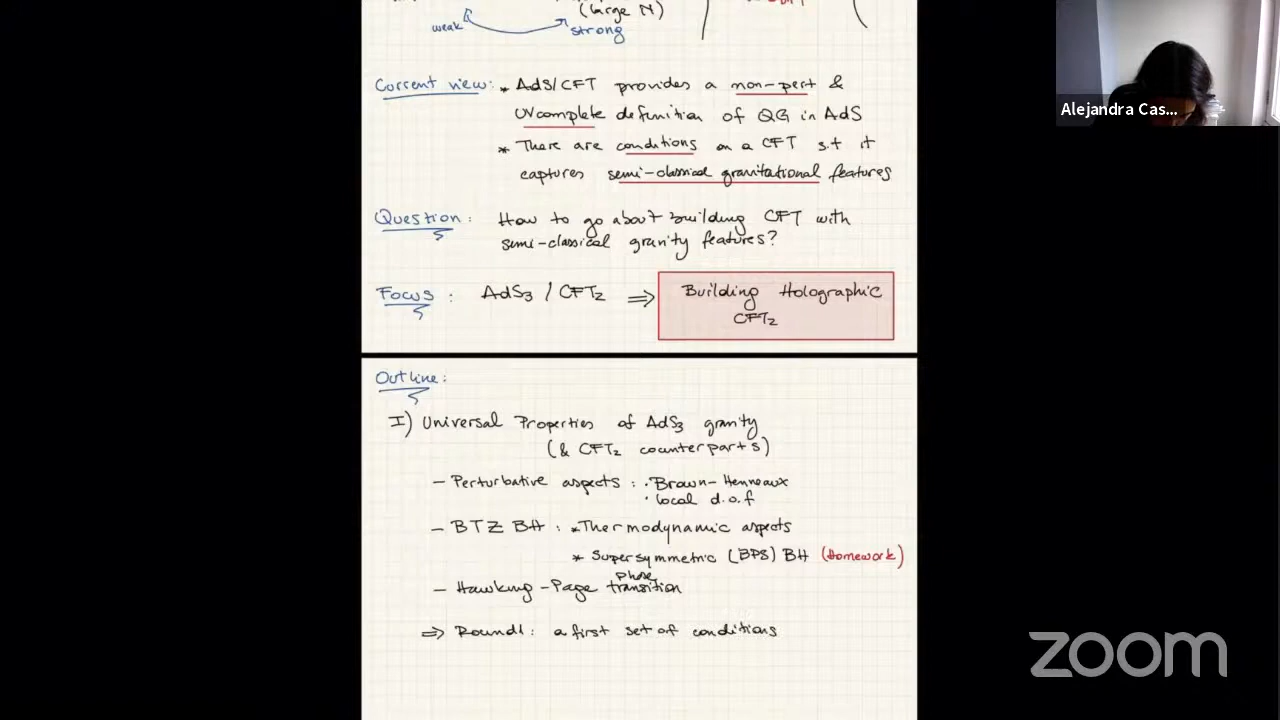 (large N)
weak
strong
Current view: * AdS/CFT provides a non-pert &
UVcomplete definition of QG in AdS
* There are conditions on a CFT s.t it
captures semi-classical gravitational features
Question: How to go about building CFT with
semi-classical gravity features?
Focus: AdS3 / CFT2 ⇒ Building Holographic
CFT2
Outline:
I) Universal Properties of AdS3 gravity
(& CFT2 counterparts)
- Perturbative aspects: · Brown-Henneaux
· local d.o.f
- BTZ BH: * Thermodynamic aspects
* Supersymmetric (BPS) BH (Homework)
- Hawking-Page phase transition
⇒ Round1: a first set of conditions
Alejandra Cas...
zoom